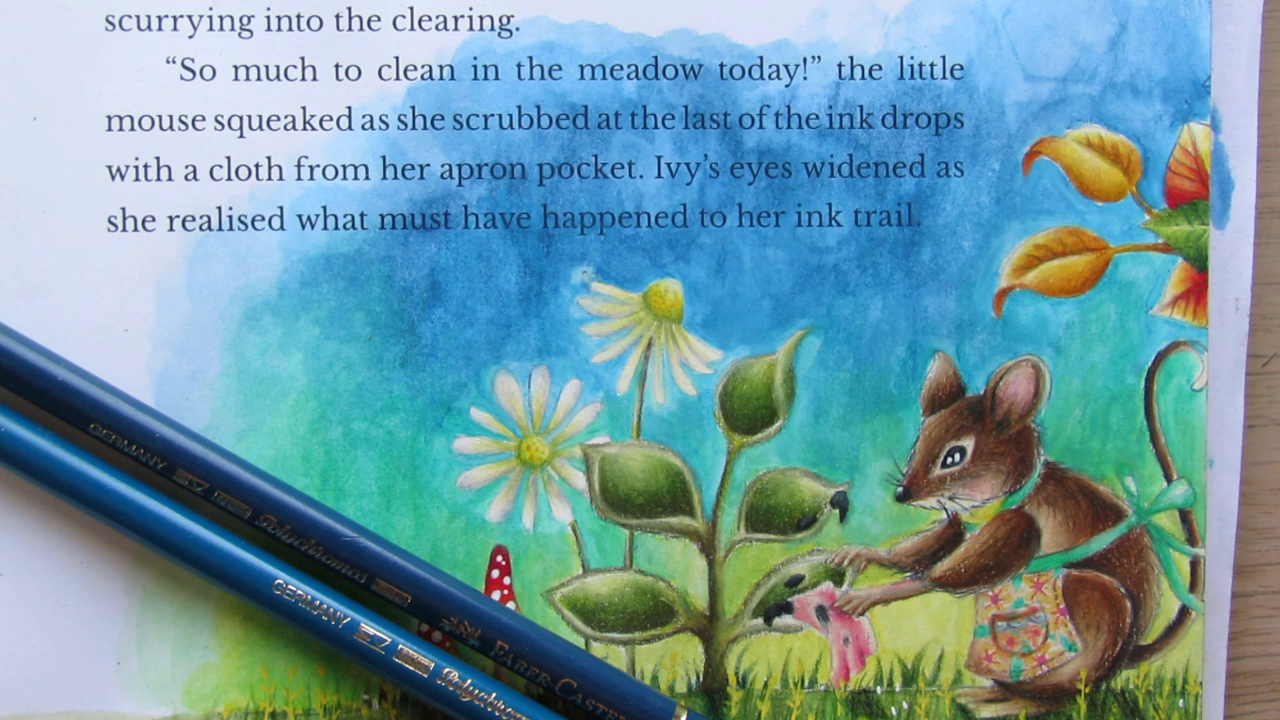 scurrying into the clearing.
“So much to clean in the meadow today!” the little
mouse squeaked as she scrubbed at the last of the ink drops
with a cloth from her apron pocket. Ivy’s eyes widened as
she realised what must have happened to her ink trail.
GERMANY Polychromos FABER-CASTE
GERMANY Polychrom